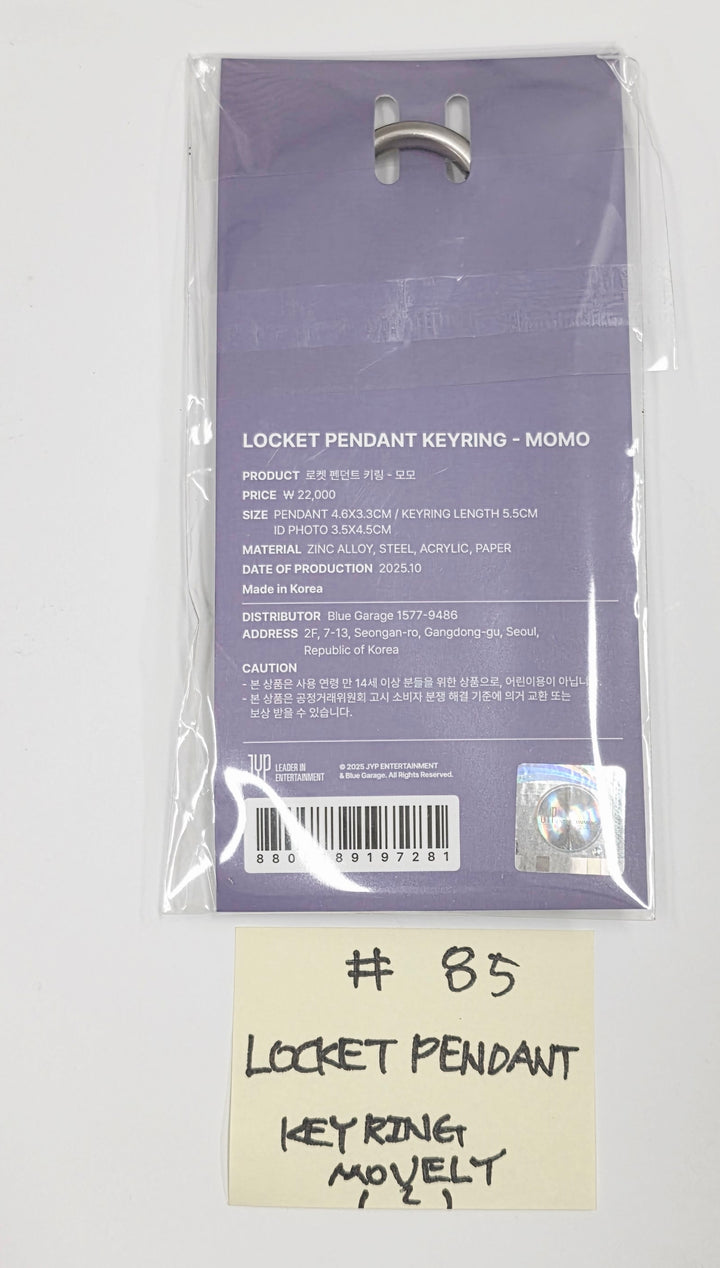 LOCKET PENDANT KEYRING - MOMO
PRODUCT 로켓 펜던트 키링 - 모모
PRICE ₩ 22,000
SIZE PENDANT 4.6X3.3CM / KEYRING LENGTH 5.5CM
ID PHOTO 3.5X4.5CM
MATERIAL ZINC ALLOY, STEEL, ACRYLIC, PAPER
DATE OF PRODUCTION 2025.10
Made in Korea
DISTRIBUTOR Blue Garage 1577-9486
ADDRESS 2F, 7-13, Seongan-ro, Gangdong-gu, Seoul,
Republic of Korea
CAUTION
- 본 상품은 사용 연령 만 14세 이상 분들을 위한 상품으로, 어린이용이
- 본 상품은 공정거래위원회 고시 소비자 분쟁 해결 기준에 의거 교환 또는
보상 받을 수 있습니다.
JYP LEADER IN
ENTERTAINMENT
© 2025 JYP ENTERTAINMENT
& Blue Garage. All Rights Reserved.
# 85
LOCKET PENDANT
KEYRING
MOVELY
(2)